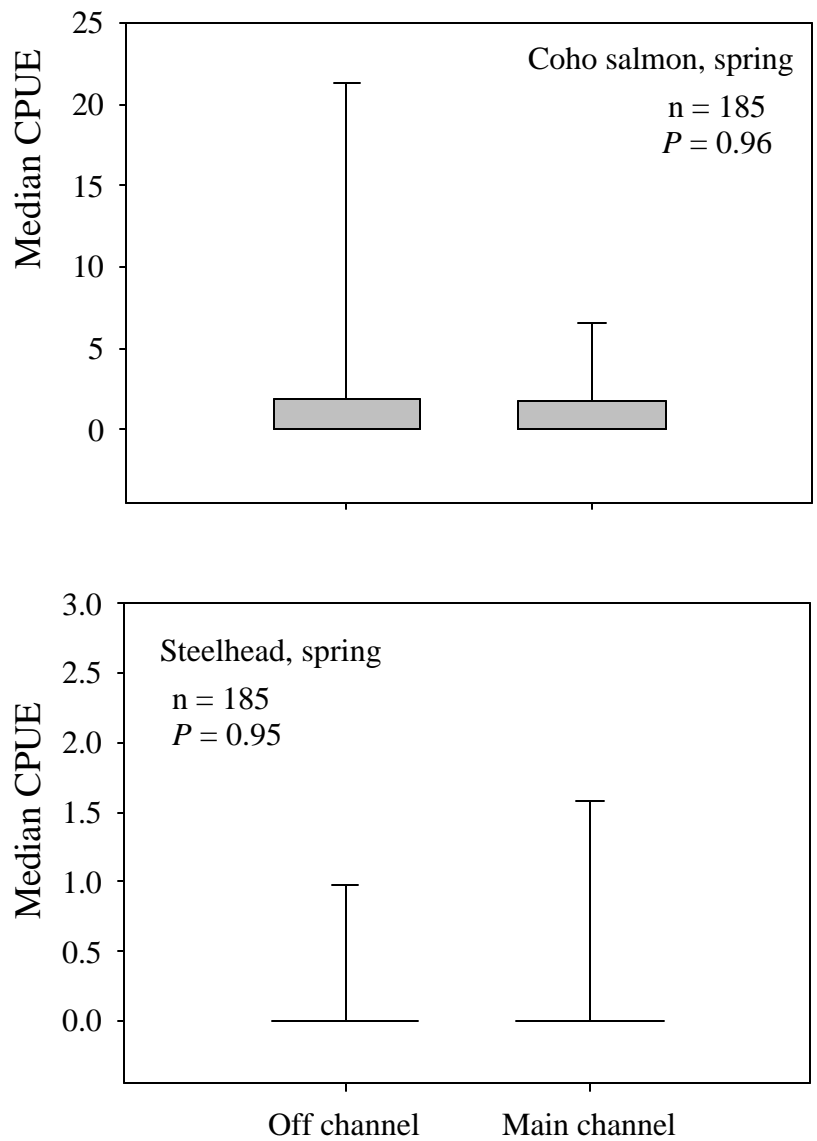 25
20
15
10
5
0
Median CPUE
Coho salmon, spring
n = 185
P = 0.96
3.0
2.5
2.0
1.5
1.0
0.5
0.0
Median CPUE
Steelhead, spring
n = 185
P = 0.95
Off channel
Main channel